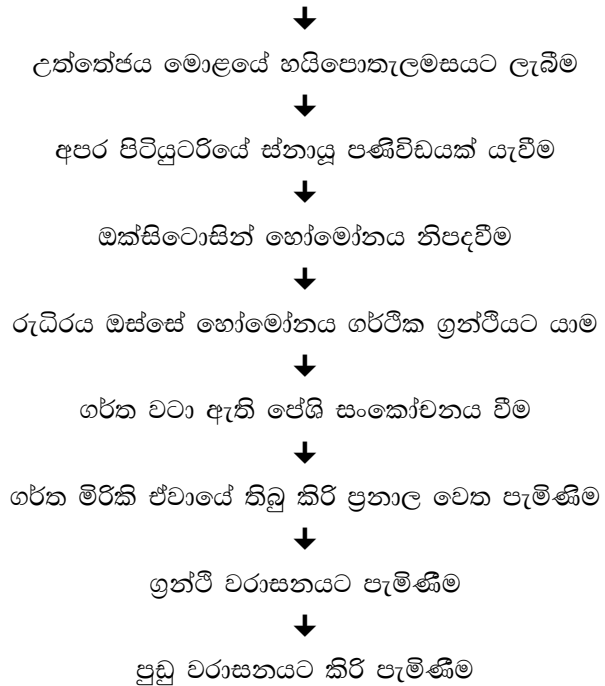 උත්තේජය මොළයේ හයිපොතැලමසයට ලැබීම
අපර පිටියුටරියේ ස්නායූ පණිවිඩයක් යැවීම
ඔක්සිටොසින් හෝමෝනය නිපදවීම
රුධිරය ඔස්සේ හෝමෝනය ගර්ථික ග්‍රන්ථියට යාම
ගර්ත වටා ඇති පේශි සංකෝචනය වීම
ගර්ත මිරිකි ඒවායේ තිබු කිරි ප්‍රනාල වෙත පැමිණිම
ග්‍රන්ථි වරාසනයට පැමිණීම
පුඩු වරාසනයට කිරි පැමිණීම